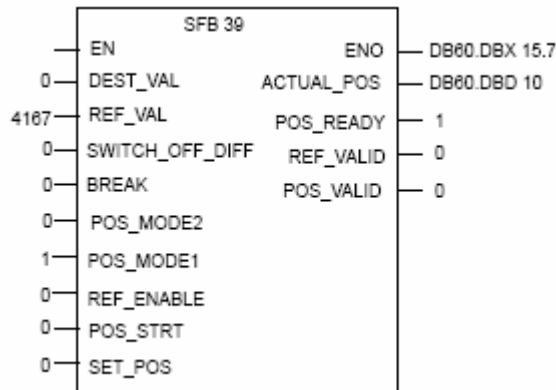 SFB 39
EN ENO DB60.DBX 15.7
0 DEST_VAL ACTUAL_POS DB60.DBD 10
4167 REF_VAL POS_READY 1
0 SWITCH_OFF_DIFF REF_VALID 0
0 BREAK POS_VALID 0
0 POS_MODE2
1 POS_MODE1
0 REF_ENABLE
0 POS_STRT
0 SET_POS